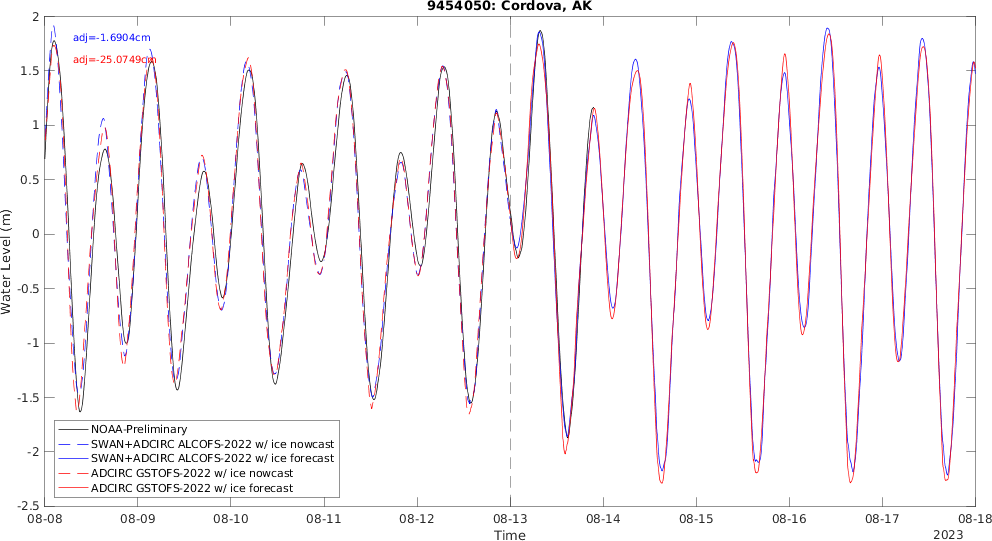 9454050: Cordova, AK
adj=-1.6904cm
adj=-25.0749cm
Water Level (m)
2
1.5
1
0.5
0
-0.5
-1
-1.5
-2
-2.5
NOAA-Preliminary
SWAN+ADCIRC ALCOFS-2022 w/ ice nowcast
SWAN+ADCIRC ALCOFS-2022 w/ ice forecast
ADCIRC GSTOFS-2022 w/ ice nowcast
ADCIRC GSTOFS-2022 w/ ice forecast
08-08 08-09 08-10 08-11 08-12 08-13 08-14 08-15 08-16 08-17 08-18
Time
2023